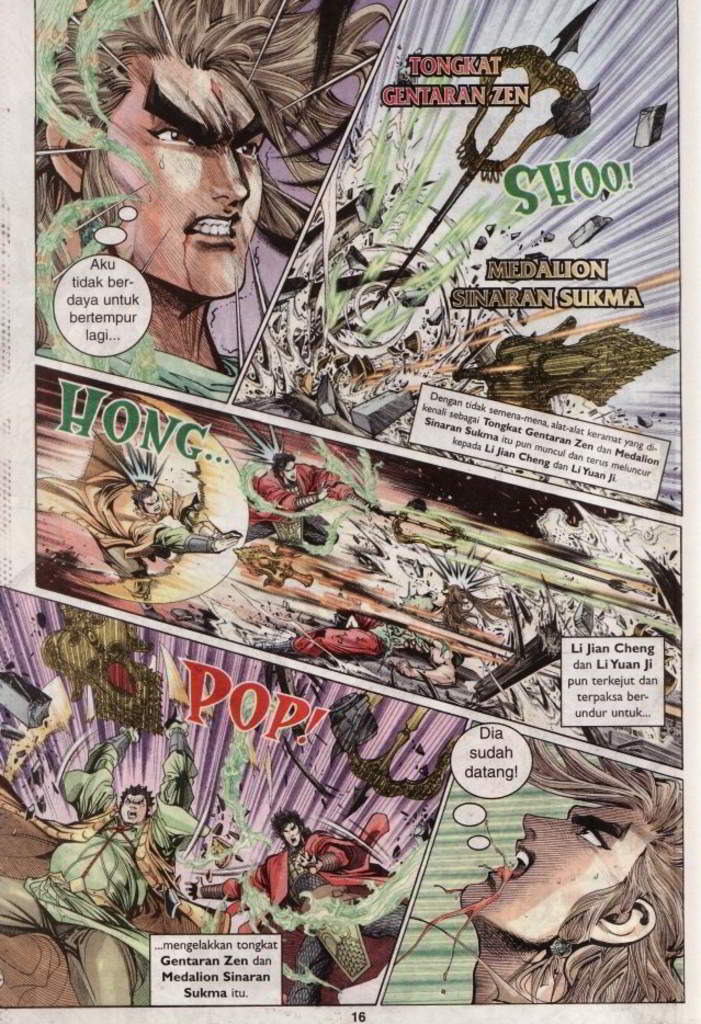 Aku
tidak ber-
daya untuk
bertempur
lagi...
TONGKAT
GENTARAN ZEN
SHOO!
MEDALION
SINARAN SUKMA
Dengan tidak semena-mena, alat-alat keramat yang di-
kenali sebagai Tongkat Gentaran Zen dan Medalion
Sinaran Sukma itu pun muncul dan terus meluncur
kepada Li Jian Cheng dan Li Yuan Ji.
HONG...
Li Jian Cheng
dan Li Yuan Ji
pun terkejut dan
terpaksa ber-
undur untuk...
POP!
...mengelakkan tongkat
Gentaran Zen dan
Medalion Sinaran
Sukma itu.
Dia
sudah
datang!
16